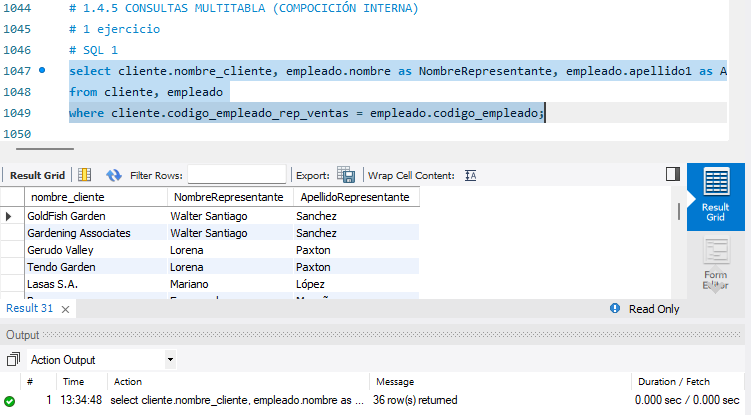 1044 # 1.4.5 CONSULTAS MULTITABLA (COMPOCICIÓN INTERNA)
1045 # 1 ejercicio
1046 # SQL 1
1047 select cliente.nombre_cliente, empleado.nombre as NombreRepresentante, empleado.apellido1 as A
1048 from cliente, empleado
1049 where cliente.codigo_empleado_rep_ventas = empleado.codigo_empleado;
1050
Result Grid Filter Rows: Export: Wrap Cell Content: IA
nombre_cliente NombreRepresentante ApellidoRepresentante
GoldFish Garden Walter Santiago Sanchez
Gardening Associates Walter Santiago Sanchez
Gerudo Valley Lorena Paxton
Tendo Garden Lorena Paxton
Lasas S.A. Mariano López
Result Grid
Form Editor
Result 31 Read Only
Output
Action Output
# Time Action Message Duration / Fetch
1 13:34:48 select cliente.nombre_cliente, empleado.nombre as ... 36 row(s) returned 0.000 sec / 0.000 sec